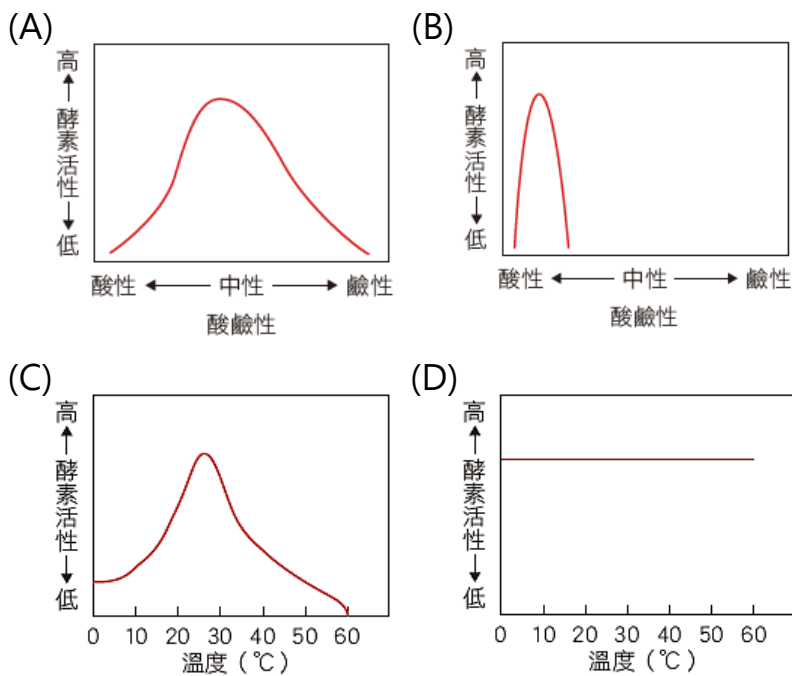 (A)
高
酵素活性
低
酸性 中性 鹼性
酸鹼性
(B)
高
酵素活性
低
酸性 中性 鹼性
酸鹼性
(C)
高
酵素活性
低
0 10 20 30 40 50 60
溫度(℃)
(D)
高
酵素活性
低
0 10 20 30 40 50 60
溫度(℃)